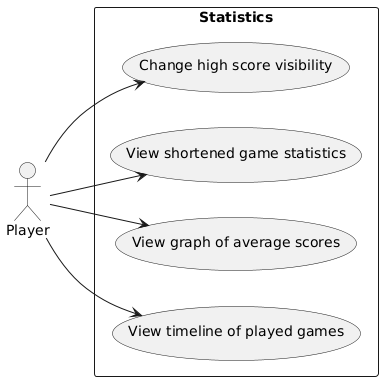 Statistics
Change high score visibility
View shortened game statistics
Player
View graph of average scores
View timeline of played games